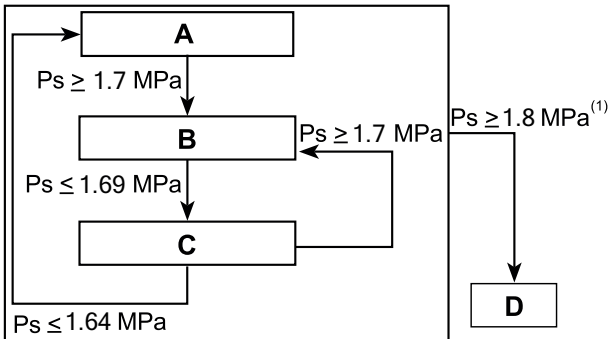 A
Ps ≥ 1.7 MPa
Ps ≥ 1.8 MPa(1)
B
Ps ≥ 1.7 MPa
Ps ≤ 1.69 MPa
C
D
Ps ≤ 1.64 MPa